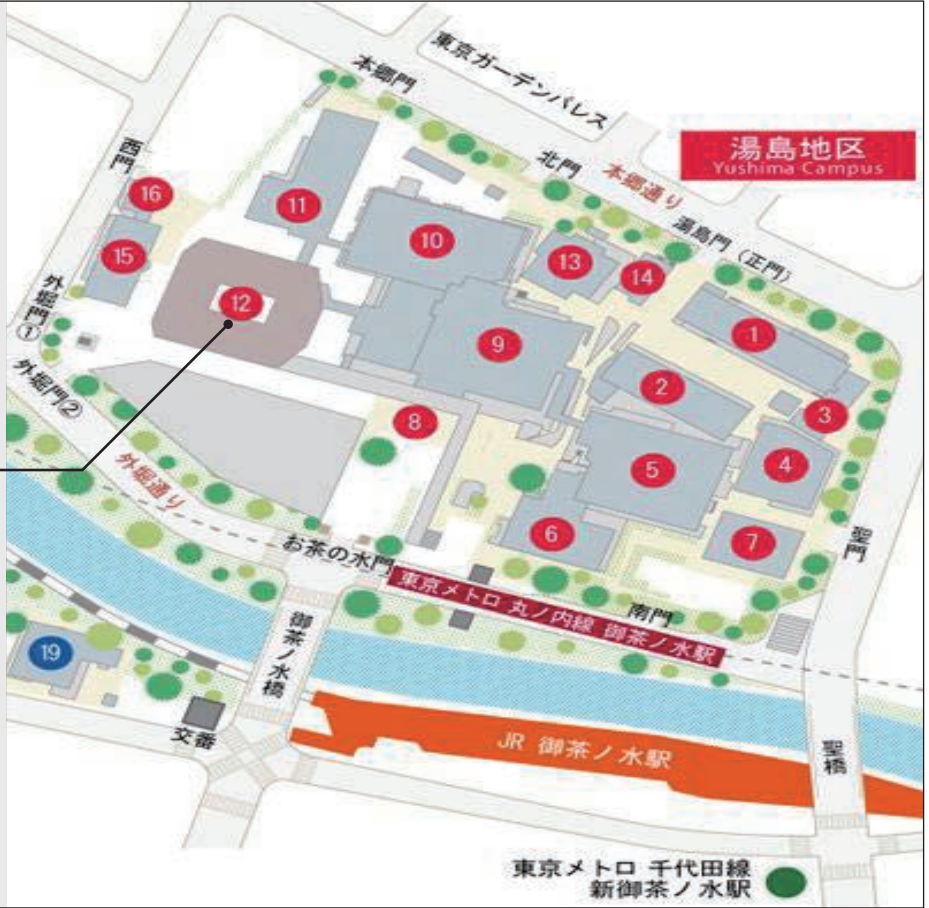 東京ガーデンパレス
本郷門
湯島地区
Yushima Campus
西門
北門
本郷通り
湯島門（正門）
16
11
15
10
13
14
12
外堀門①
9
1
2
3
外堀門②
8
5
4
外堀通り
6
7
聖門
お茶の水門
東京メトロ 丸ノ内線 御茶ノ水駅
南門
19
御茶ノ水橋
交番
JR 御茶ノ水駅
聖橋
東京メトロ 千代田線
新御茶ノ水駅